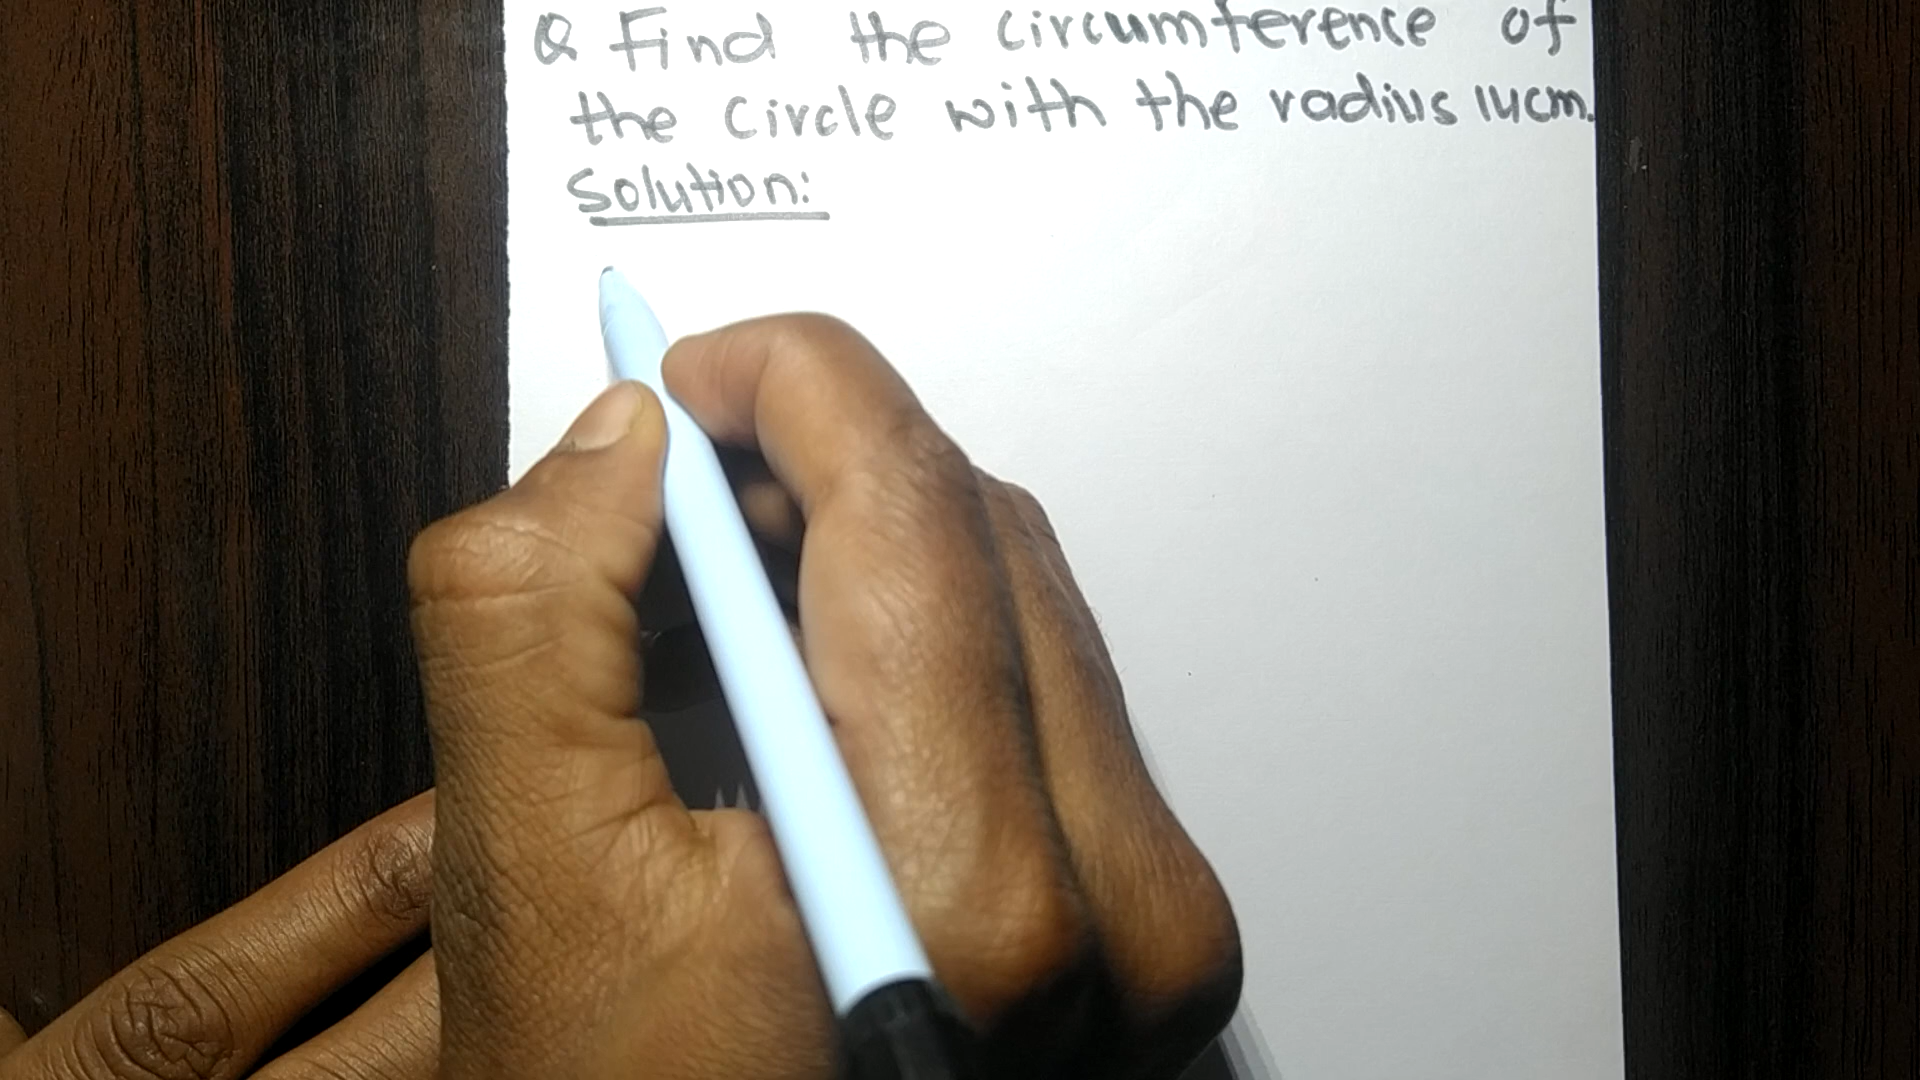 Q Find the circumference of
the circle with the radius 14cm.
Solution: